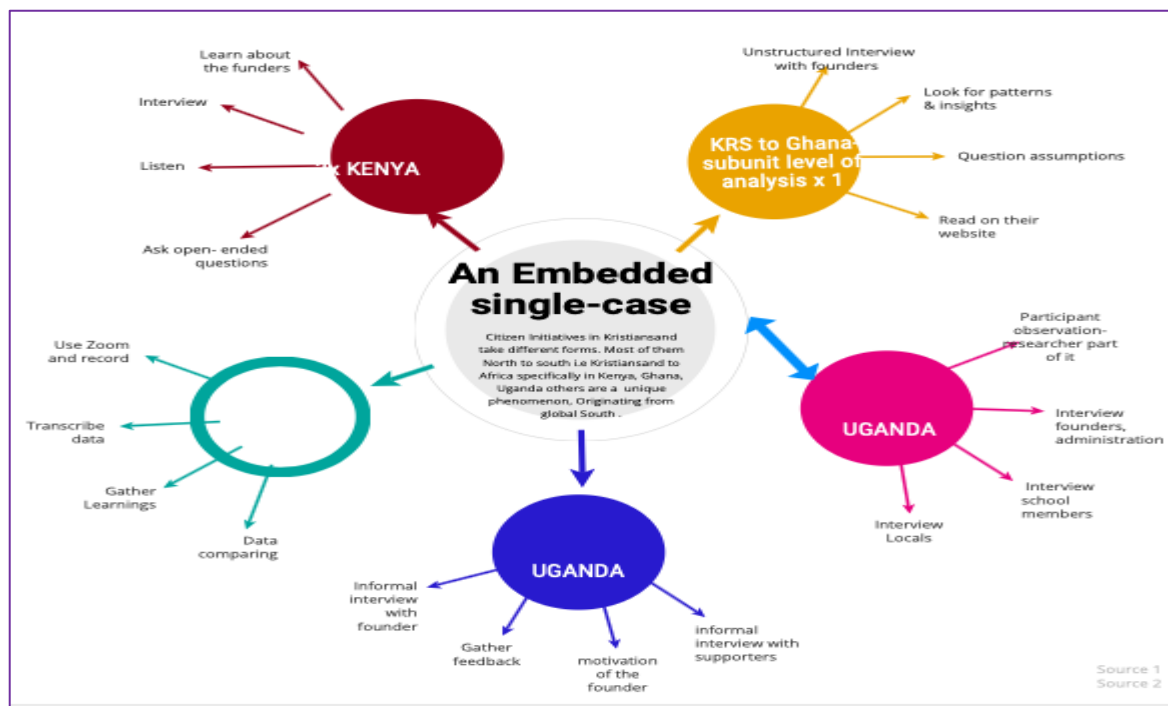 Learn about
the funders
Interview
Listen
Ask open- ended
questions
KENYA
Unstructured Interview
with founders
Look for patterns
& insights
Question assumptions
Read on their
website
KRS to Ghana-
subunit level of
analysis x 1
An Embedded
single-case
Citizen Initiatives in Kristiansand
take different forms. Most of them
North to south i.e Kristiansand to
Africa specifically in Kenya, Ghana,
Uganda others are a unique
phenomenon, Originating from
global South .
Use Zoom
and record
Transcribe
data
Gather
Learnings
Data
comparing
Participant
observation-
researcher part
of it
UGANDA
Interview
founders,
administration
Interview
school
members
Interview
Locals
UGANDA
Informal
interview
with
founder
Gather
feedback
motivation
of the
founder
informal
interview with
supporters
Source 1
Source 2